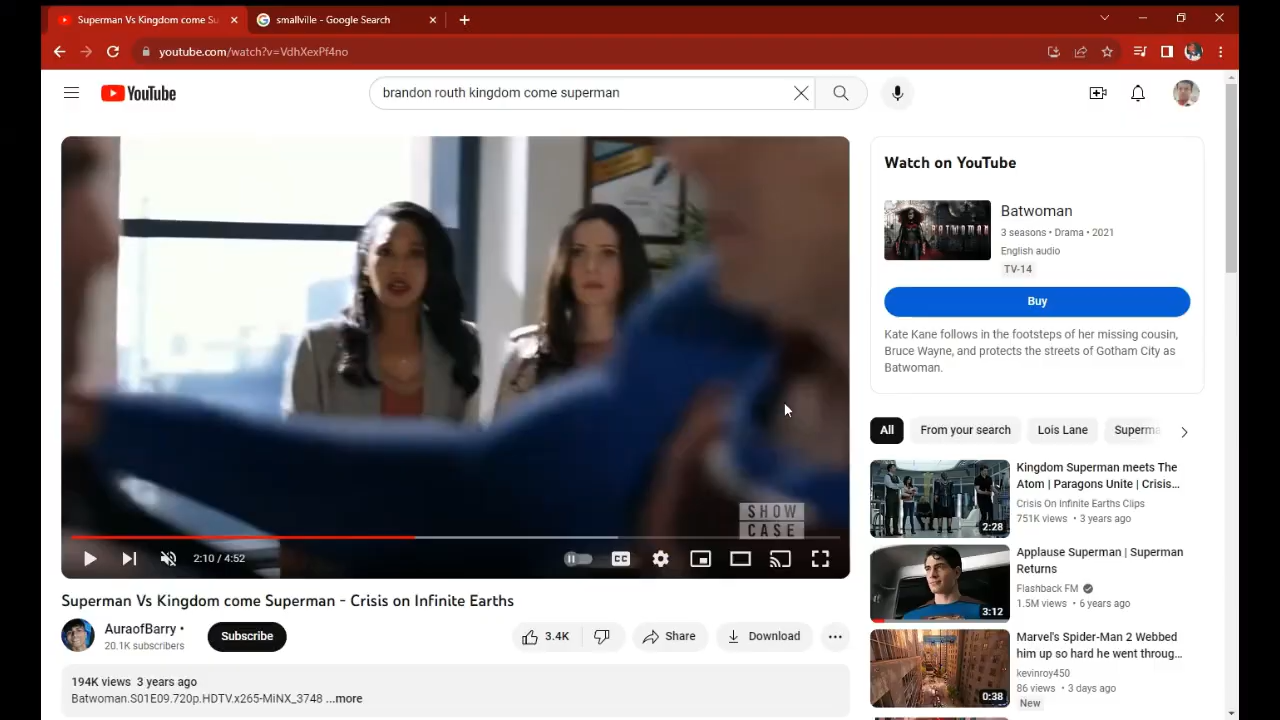 Superman Vs Kingdom come Su
smallville - Google Search
youtube.com/watch?v=VdhXexPf4no
YouTube
brandon routh kingdom come superman
SHOW
CASE
2:10 / 4:52
CC
Superman Vs Kingdom come Superman - Crisis on Infinite Earths
AuraofBarry •
20.1K subscribers
Subscribe
3.4K
Share
Download
194K views 3 years ago
Batwoman.S01E09.720p.HDTV.x265-MiNX_3748 ...more
Watch on YouTube
BATWOMAN
Batwoman
3 seasons • Drama • 2021
English audio
TV-14
Buy
Kate Kane follows in the footsteps of her missing cousin,
Bruce Wayne, and protects the streets of Gotham City as
Batwoman.
All
From your search
Lois Lane
Superma
Kingdom Superman meets The
Atom | Paragons Unite | Crisis...
Crisis On Infinite Earths Clips
751K views • 3 years ago
2:28
Applause Superman | Superman
Returns
Flashback FM
1.5M views • 6 years ago
3:12
Marvel's Spider-Man 2 Webbed
him up so hard he went throug...
kevinroy450
86 views • 3 days ago
New
0:38